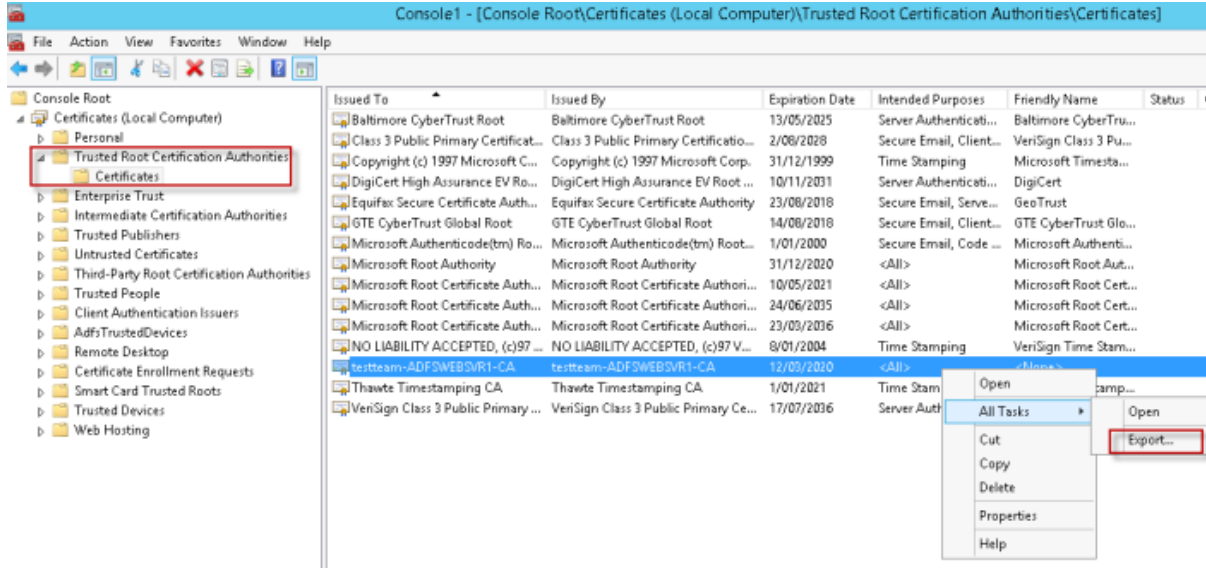 Console1 - [Console Root\Certificates (Local Computer)\Trusted Root Certification Authorities\Certificates]
File Action View Favorites Window Help
Console Root
Certificates (Local Computer)
Personal
Trusted Root Certification Authorities
Certificates
Enterprise Trust
Intermediate Certification Authorities
Trusted Publishers
Untrusted Certificates
Third-Party Root Certification Authorities
Trusted People
Client Authentication Issuers
AdfsTrustedDevices
Remote Desktop
Certificate Enrollment Requests
Smart Card Trusted Roots
Trusted Devices
Web Hosting
Issued To Issued By Expiration Date Intended Purposes Friendly Name Status
Baltimore CyberTrust Root Baltimore CyberTrust Root 13/05/2025 Server Authenticati... Baltimore CyberTru...
Class 3 Public Primary Certificat... Class 3 Public Primary Certificatio... 2/08/2028 Secure Email, Client... VeriSign Class 3 Pu...
Copyright (c) 1997 Microsoft C... Copyright (c) 1997 Microsoft Corp. 31/12/1999 Time Stamping Microsoft Timesta...
DigiCert High Assurance EV Ro... DigiCert High Assurance EV Root ... 10/11/2031 Server Authenticati... DigiCert
Equifax Secure Certificate Auth... Equifax Secure Certificate Authority 23/08/2018 Secure Email, Serve... GeoTrust
GTE CyberTrust Global Root GTE CyberTrust Global Root 14/08/2018 Secure Email, Client... GTE CyberTrust Glo...
Microsoft Authenticode(tm) Ro... Microsoft Authenticode(tm) Root... 1/01/2000 Secure Email, Code ... Microsoft Authenti...
Microsoft Root Authority Microsoft Root Authority 31/12/2020 <All> Microsoft Root Aut...
Microsoft Root Certificate Auth... Microsoft Root Certificate Authori... 10/05/2021 <All> Microsoft Root Cert...
Microsoft Root Certificate Auth... Microsoft Root Certificate Authori... 24/06/2035 <All> Microsoft Root Cert...
Microsoft Root Certificate Auth... Microsoft Root Certificate Authori... 23/03/2036 <All> Microsoft Root Cert...
NO LIABILITY ACCEPTED, (c)97 ... NO LIABILITY ACCEPTED, (c)97 V... 8/01/2004 Time Stamping VeriSign Time Stam...
testteam-ADFSWEBSVR1-CA testteam-ADFSWEBSVR1-CA 12/03/2020 <All> <None>
Thawte Timestamping CA Thawte Timestamping CA 1/01/2021 Time Stam amp...
VeriSign Class 3 Public Primary ... VeriSign Class 3 Public Primary Ce... 17/07/2036 Server Auth
Open
All Tasks
Cut
Copy
Delete
Properties
Help
Open
Export...